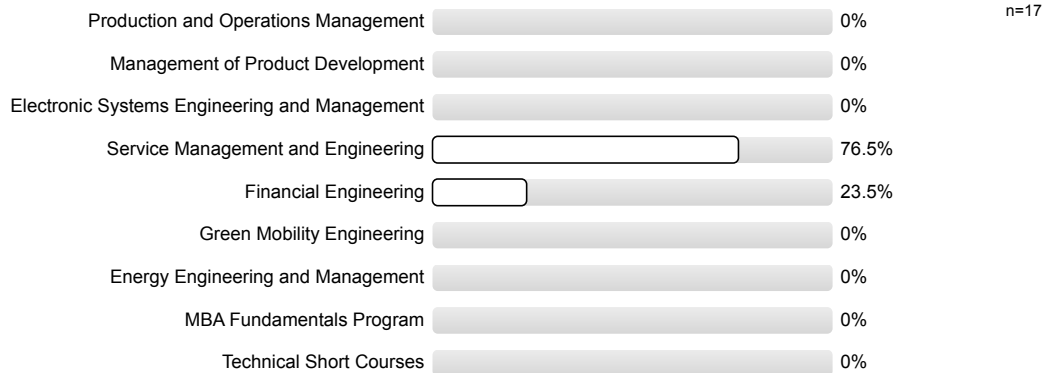 n=17
Production and Operations Management 0%
Management of Product Development 0%
Electronic Systems Engineering and Management 0%
Service Management and Engineering 76.5%
Financial Engineering 23.5%
Green Mobility Engineering 0%
Energy Engineering and Management 0%
MBA Fundamentals Program 0%
Technical Short Courses 0%